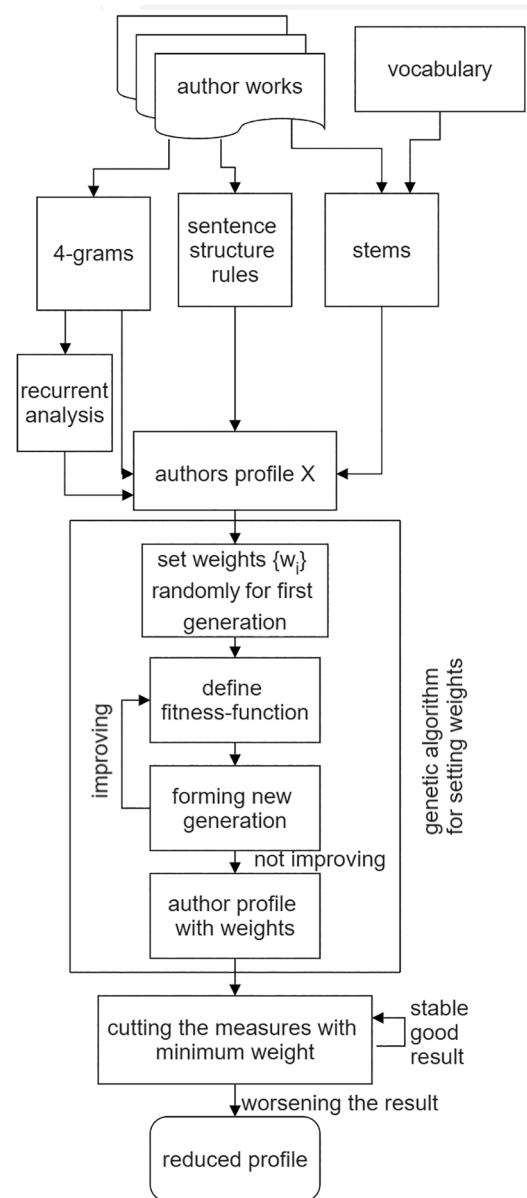 author works
vocabulary
4-grams
sentence
structure
rules
stems
recurrent
analysis
authors profile X
set weights {wᵢ}
randomly for first
generation
define
fitness-function
improving
forming new
generation
not improving
author profile
with weights
genetic algorithm
for setting weights
cutting the measures with
minimum weight
stable
good
result
worsening the result
reduced profile